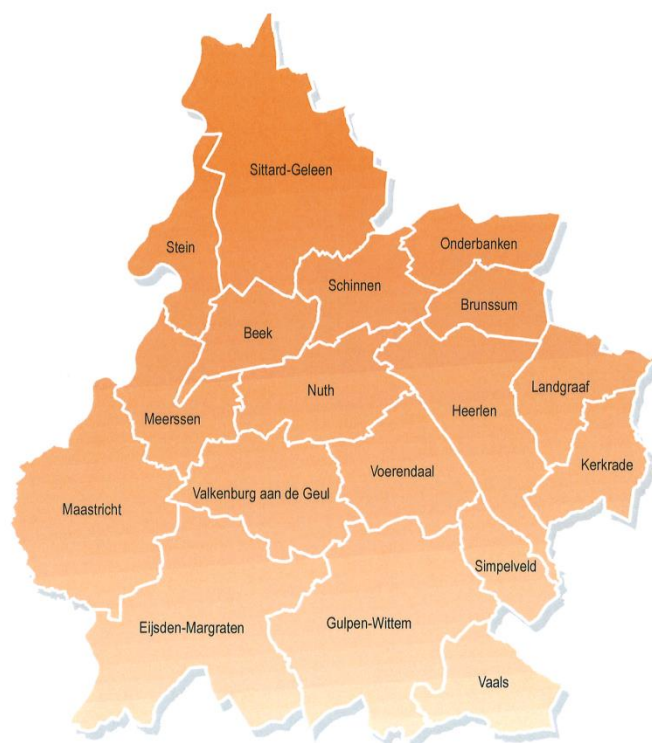 Sittard-Geleen
Stein
Onderbanken
Schinnen
Brunssum
Beek
Nuth
Landgraaf
Heerlen
Meerssen
Kerkrade
Voerendaal
Valkenburg aan de Geul
Maastricht
Simpelveld
Eijsden-Margraten
Gulpen-Wittem
Vaals